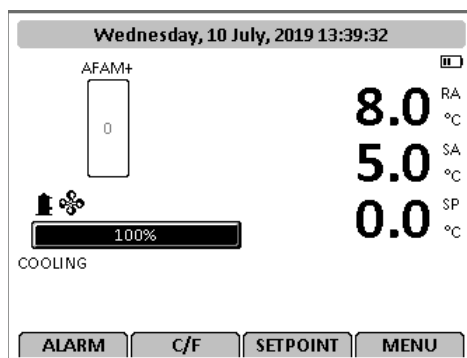 Wednesday, 10 July, 2019 13:39:32
AFAM+
0
8.0 RA °C
5.0 SA °C
0.0 SP °C
100%
COOLING
ALARM C/F SETPOINT MENU